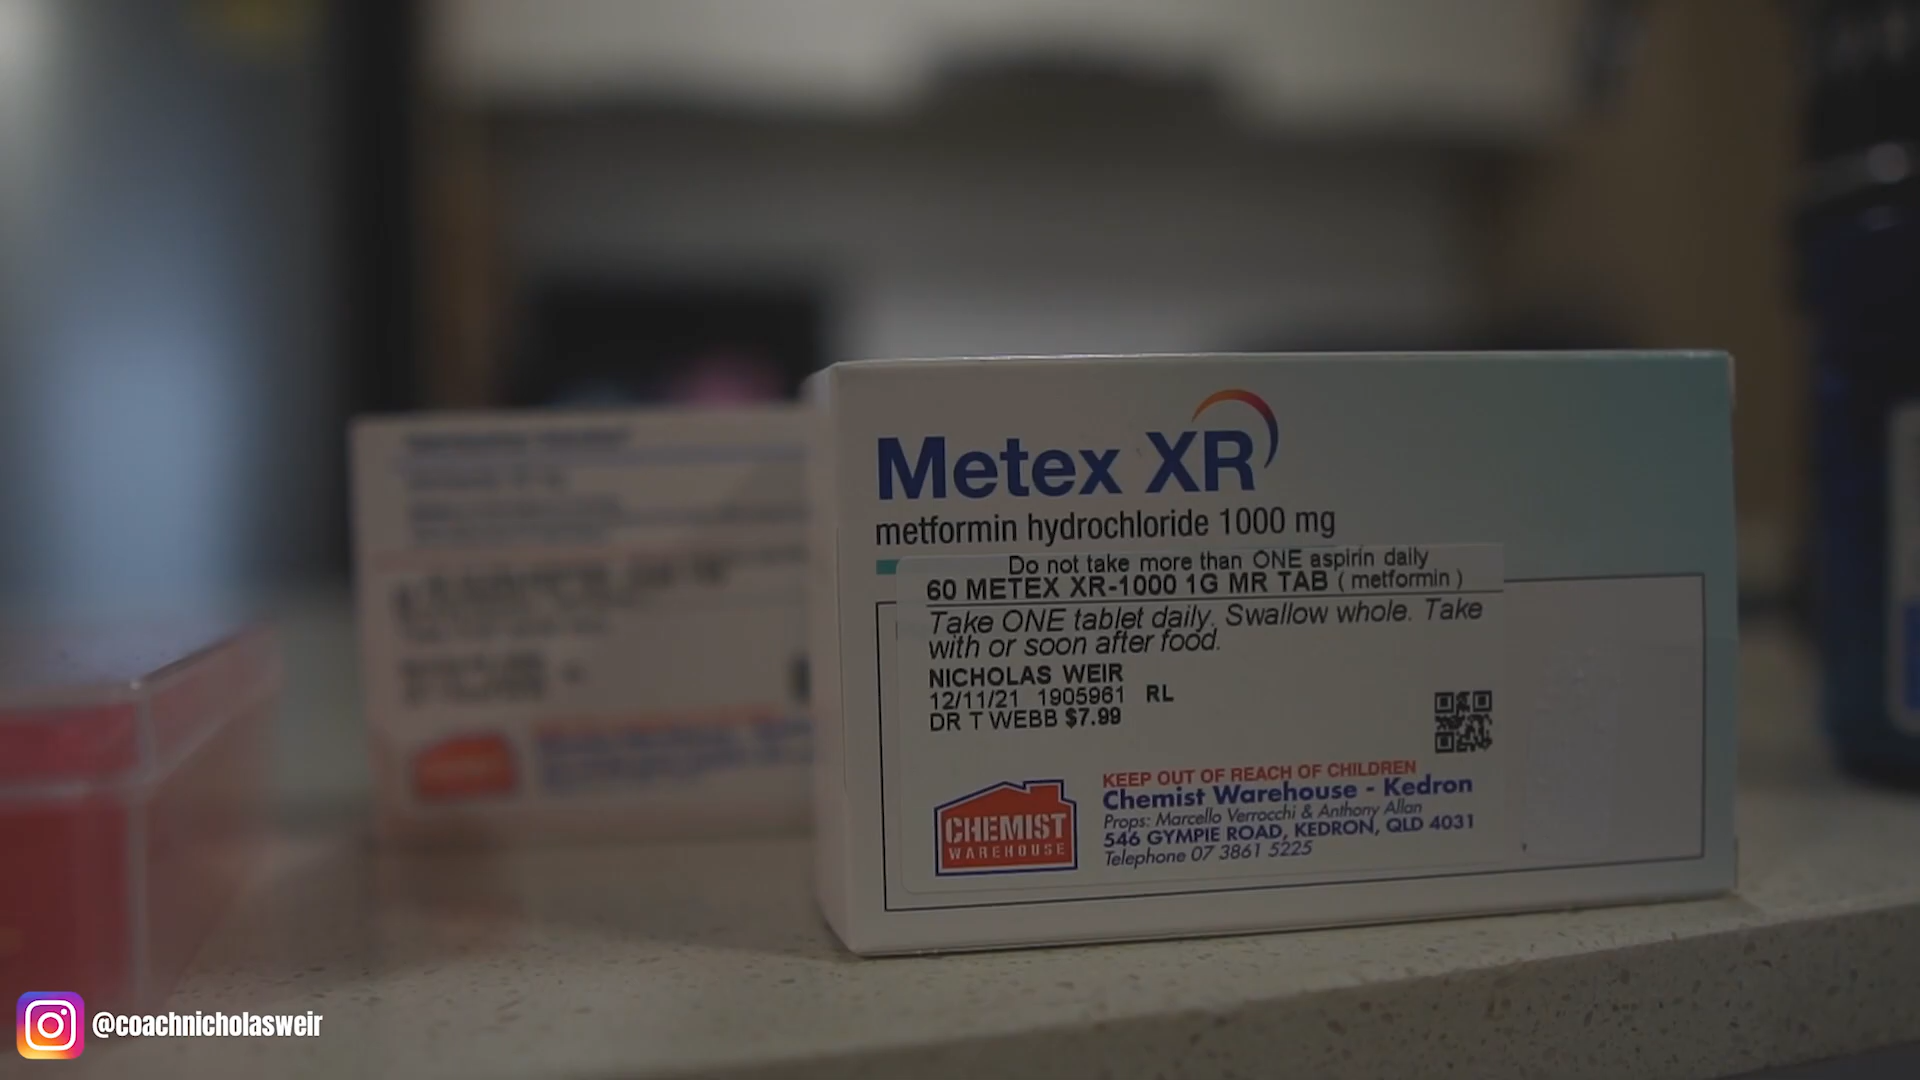 Metex XR
metformin hydrochloride 1000 mg
Do not take more than ONE aspirin daily
60 METEX XR-1000 1G MR TAB ( metformin )
Take ONE tablet daily. Swallow whole. Take
with or soon after food.
NICHOLAS WEIR
12/11/21 1905961 RL
DR T WEBB $7.99
KEEP OUT OF REACH OF CHILDREN
Chemist Warehouse - Kedron
Props: Marcello Verrocchi & Anthony Allan
546 GYMPIE ROAD, KEDRON, QLD 4031
Telephone 07 3861 5225
CHEMIST
WAREHOUSE
@coachnicholasweir